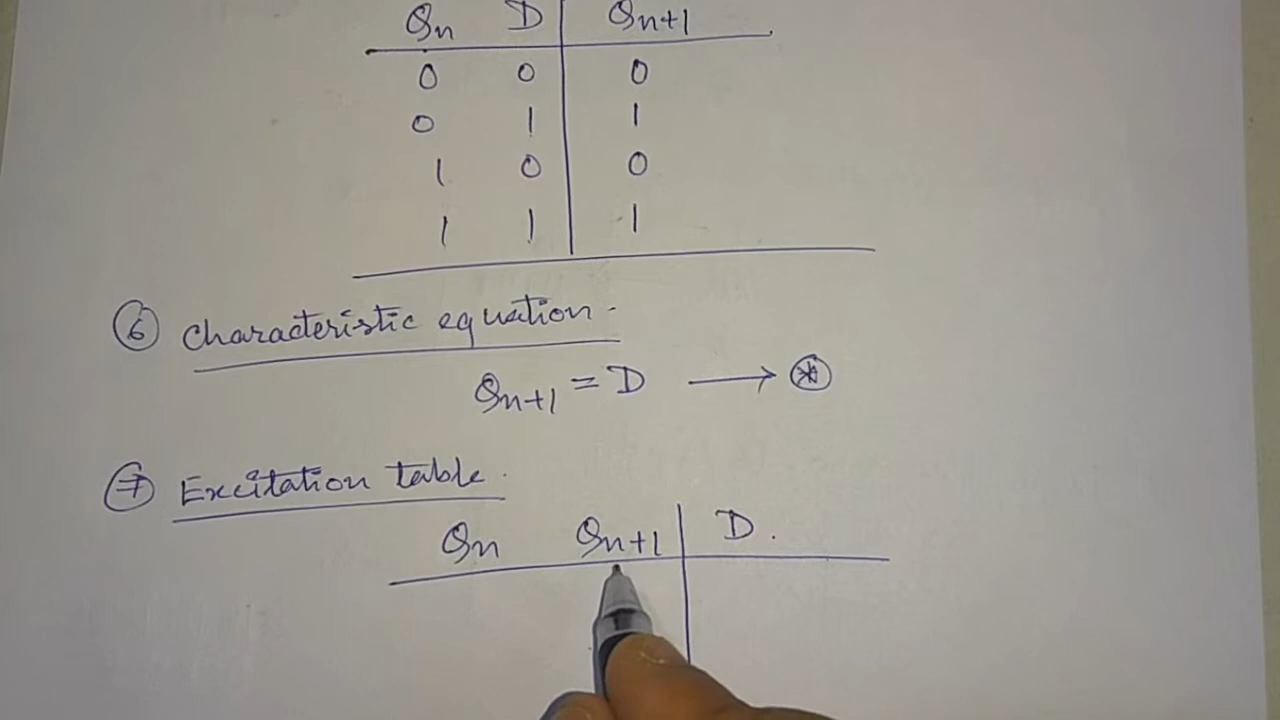 Qn D Qn+1
0 0 0
0 1 1
1 0 0
1 1 1
⑥ Characteristic equation.
Qn+1 = D ⟶ ⊛
⑦ Excitation table.
Qn Qn+1 D.